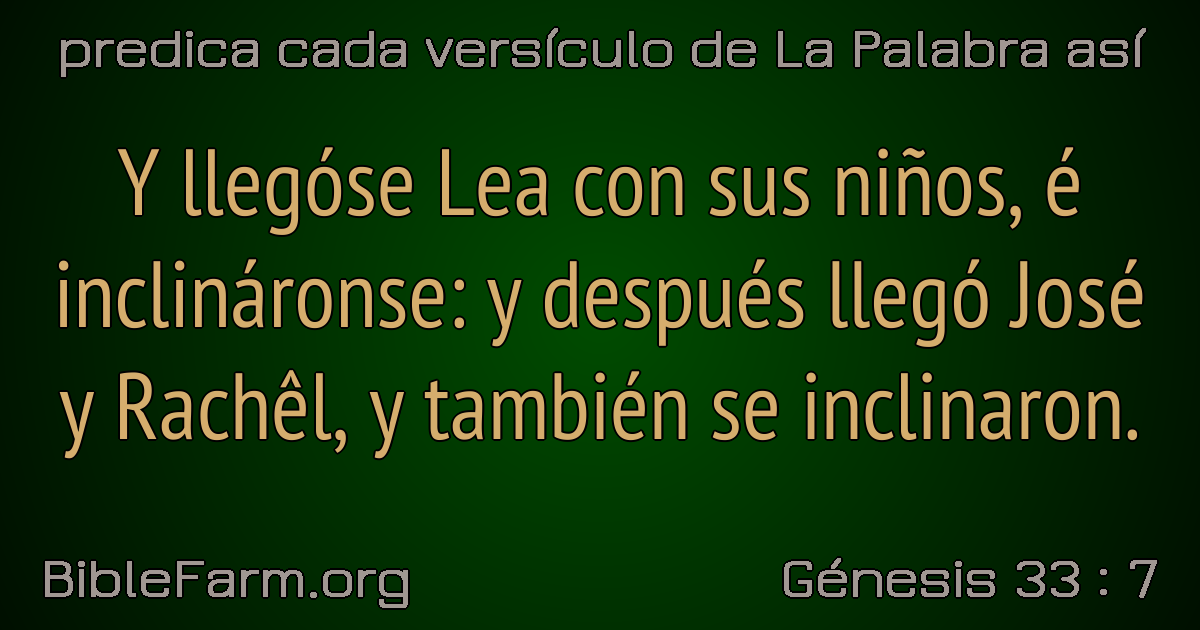 predica cada versículo de La Palabra así
Y llegóse Lea con sus niños, é
inclináronse: y después llegó José
y Rachêl, y también se inclinaron.
BibleFarm.org
Génesis 33 : 7